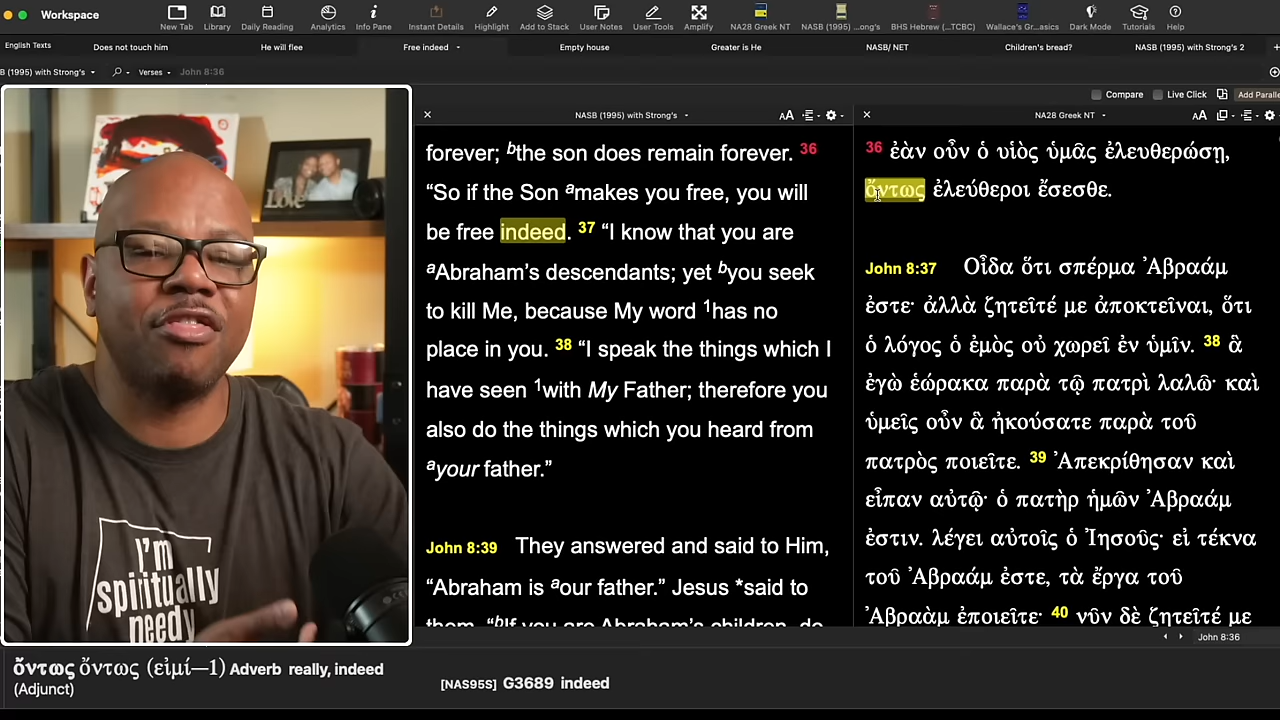 Workspace
New Tab Library Daily Reading Analytics Info Pane Instant Details Highlight Add to Stack User Notes User Tools Amplify NA28 Greek NT NASB (1995) ...ong's BHS Hebrew (...TCBC) Wallace's Gr...asics Dark Mode Tutorials Help
English Texts Does not touch him He will flee Free indeed Empty house Greater is He NASB/ NET Children's bread? NASB (1995) with Strong's 2
B (1995) with Strong's Verses John 8:36
Compare Live Click Add Paralle
NASB (1995) with Strong's
forever; bthe son does remain forever. 36
“So if the Son amakes you free, you will
be free indeed. 37 “I know that you are
aAbraham’s descendants; yet byou seek
to kill Me, because My word 1has no
place in you. 38 “I speak the things which I
have seen 1with My Father; therefore you
also do the things which you heard from
ayour father.”
John 8:39 They answered and said to Him,
“Abraham is aour father.” Jesus *said to
them, “bIf you are Abraham’s children, do
NA28 Greek NT
36 ἐὰν οὖν ὁ υἱὸς ὑμᾶς ἐλευθερώσῃ,
ὄντως ἐλεύθεροι ἔσεσθε.
John 8:37 Οἶδα ὅτι σπέρμα Ἀβραάμ
ἐστε· ἀλλὰ ζητεῖτέ με ἀποκτεῖναι, ὅτι
ὁ λόγος ὁ ἐμὸς οὐ χωρεῖ ἐν ὑμῖν. 38 ἃ
ἐγὼ ἑώρακα παρὰ τῷ πατρὶ λαλῶ· καὶ
ὑμεῖς οὖν ἃ ἠκούσατε παρὰ τοῦ
πατρὸς ποιεῖτε. 39 Ἀπεκρίθησαν καὶ
εἶπαν αὐτῷ· ὁ πατὴρ ἡμῶν Ἀβραάμ
ἐστιν. λέγει αὐτοῖς ὁ Ἰησοῦς· εἰ τέκνα
τοῦ Ἀβραάμ ἐστε, τὰ ἔργα τοῦ
Ἀβραὰμ ἐποιεῖτε· 40 νῦν δὲ ζητεῖτέ με
John 8:36
Love
I’m
spiritually
needy
ὄντως ὄντως (εἰμί—1) Adverb really, indeed
(Adjunct)
[NAS95S] G3689 indeed